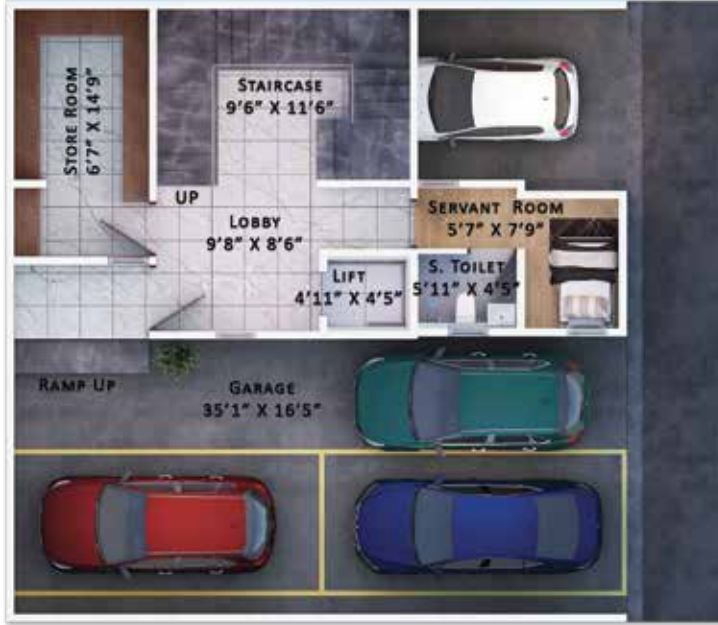 STORE ROOM
6'7" X 14'9"
STAIRCASE
9'6" X 11'6"
UP
LOBBY
9'8" X 8'6"
SERVANT ROOM
5'7" X 7'9"
LIFT
4'11" X 4'5"
S. TOILET
5'11" X 4'5"
RAMP UP
GARAGE
35'1" X 16'5"